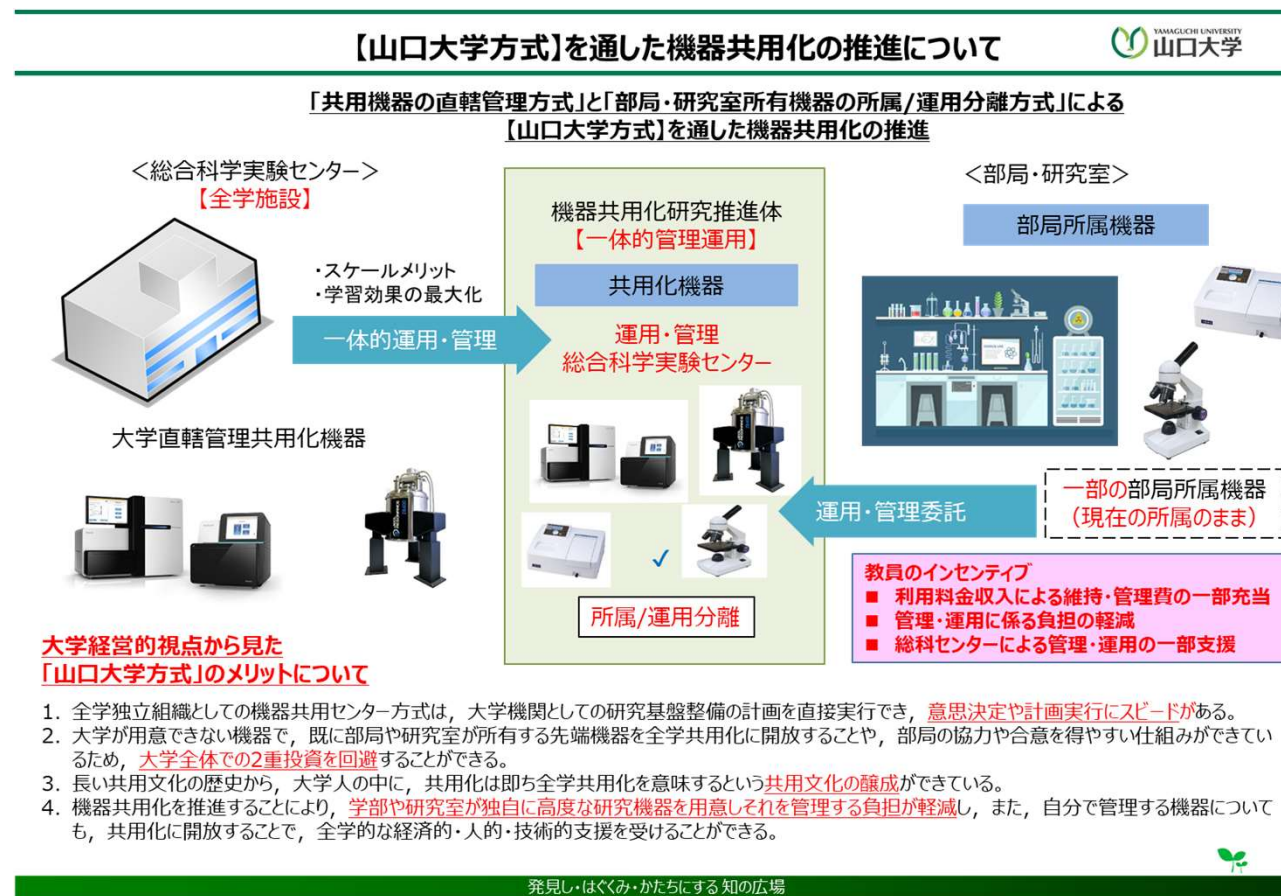 【山口大学方式】を通した機器共用化の推進について
YAMAGUCHI UNIVERSITY
山口大学
「共用機器の直轄管理方式」と「部局・研究室所有機器の所属/運用分離方式」による
【山口大学方式】を通した機器共用化の推進
＜総合科学実験センター＞
【全学施設】
・スケールメリット
・学習効果の最大化
一体的運用・管理
大学直轄管理共用化機器
機器共用化研究推進体
【一体的管理運用】
共用化機器
運用・管理
総合科学実験センター
✓
所属/運用分離
＜部局・研究室＞
部局所属機器
運用・管理委託
一部の部局所属機器
（現在の所属のまま）
教員のインセンティブ
■ 利用料金収入による維持・管理費の一部充当
■ 管理・運用に係る負担の軽減
■ 総科センターによる管理・運用の一部支援
大学経営的視点から見た
「山口大学方式」のメリットについて
1. 全学独立組織としての機器共用センター方式は，大学機関としての研究基盤整備の計画を直接実行でき，意思決定や計画実行にスピードがある。
2. 大学が用意できない機器で，既に部局や研究室が所有する先端機器を全学共用化に開放することや，部局の協力や合意を得やすい仕組みができてい
るため，大学全体での2重投資を回避することができる。
3. 長い共用文化の歴史から，大学人の中に，共用化は即ち全学共用化を意味するという共用文化の醸成ができている。
4. 機器共用化を推進することにより，学部や研究室が独自に高度な研究機器を用意しそれを管理する負担が軽減し，また，自分で管理する機器について
も，共用化に開放することで，全学的な経済的・人的・技術的支援を受けることができる。
発見し・はぐくみ・かたちにする 知の広場